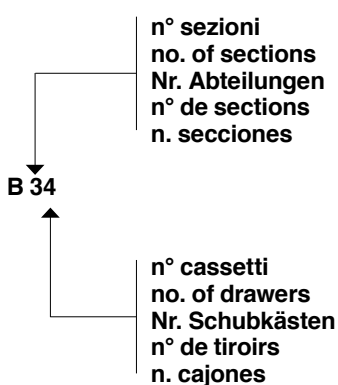 n° sezioni
no. of sections
Nr. Abteilungen
n° de sections
n. secciones
B 34
n° cassetti
no. of drawers
Nr. Schubkästen
n° de tiroirs
n. cajones